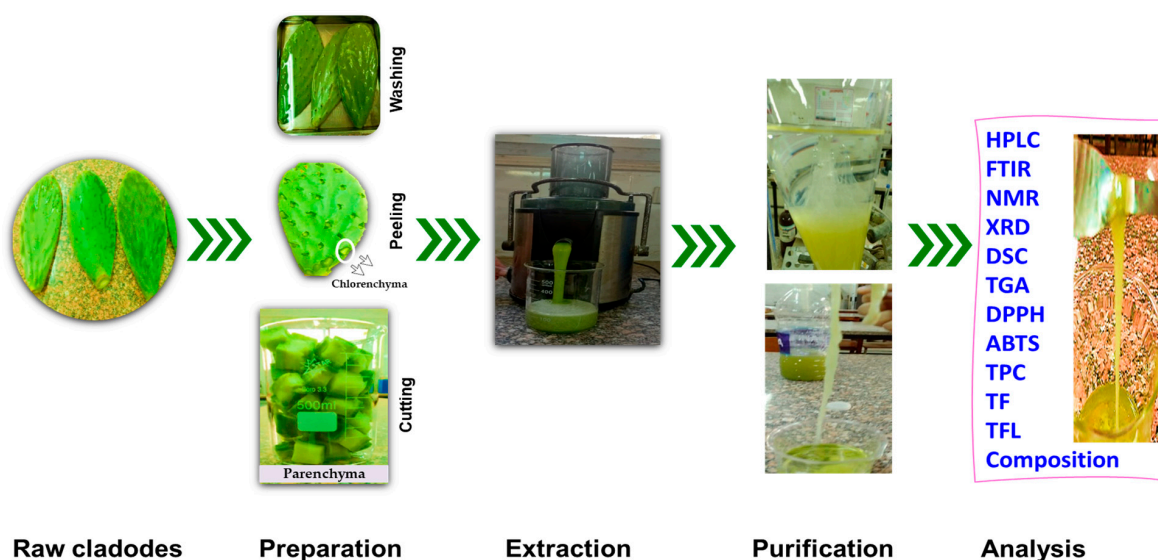 Washing
Peeling
Chlorenchyma
500ml
Cutting
Parenchyma
HPLC
FTIR
NMR
XRD
DSC
TGA
DPPH
ABTS
TPC
TF
TFL
Composition
Raw cladodes
Preparation
Extraction
Purification
Analysis